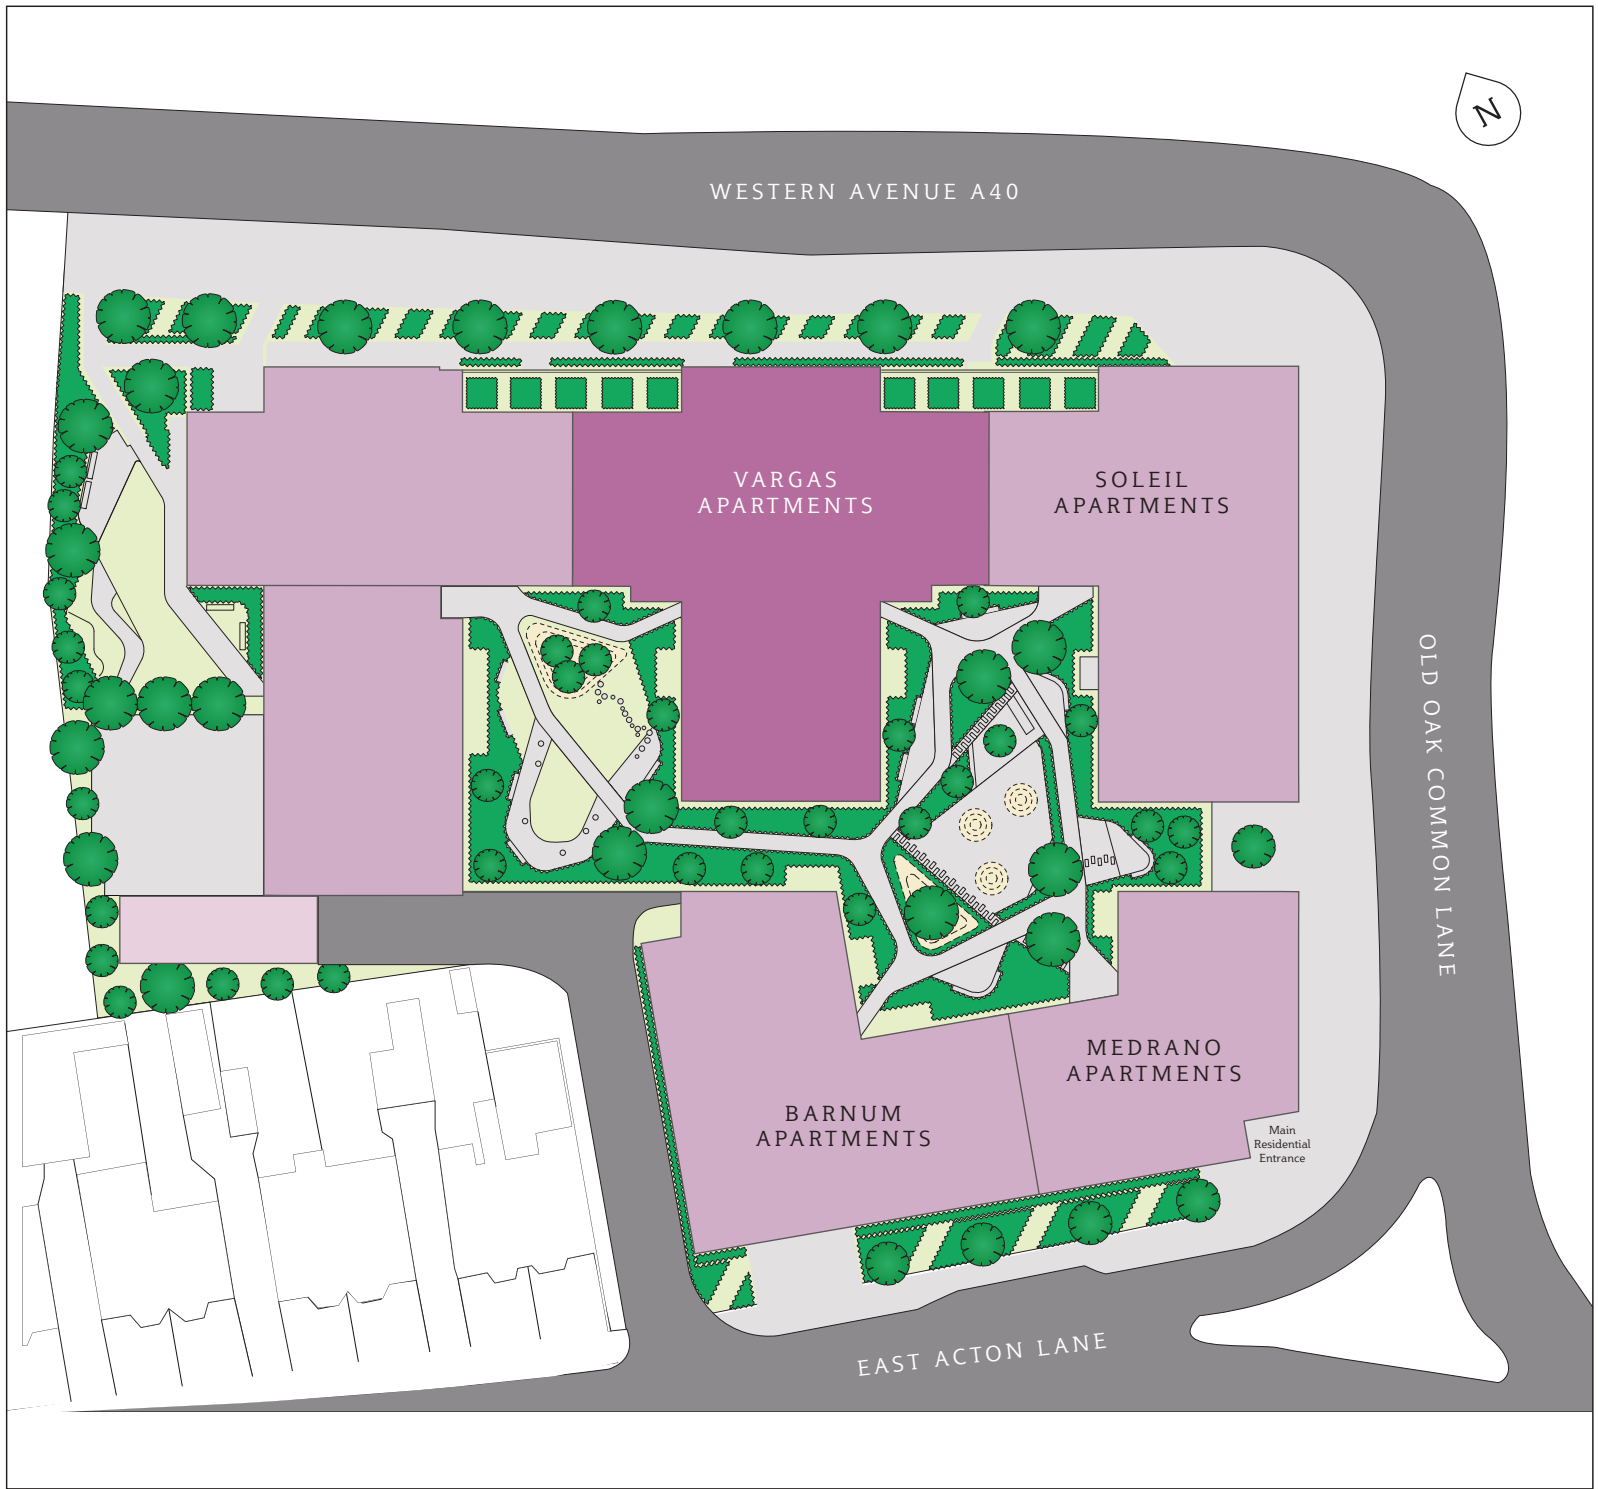 N
WESTERN AVENUE A40
VARGAS
APARTMENTS
SOLEIL
APARTMENTS
OLD OAK COMMON LANE
MEDRANO
APARTMENTS
BARNUM
APARTMENTS
Main
Residential
Entrance
EAST ACTON LANE